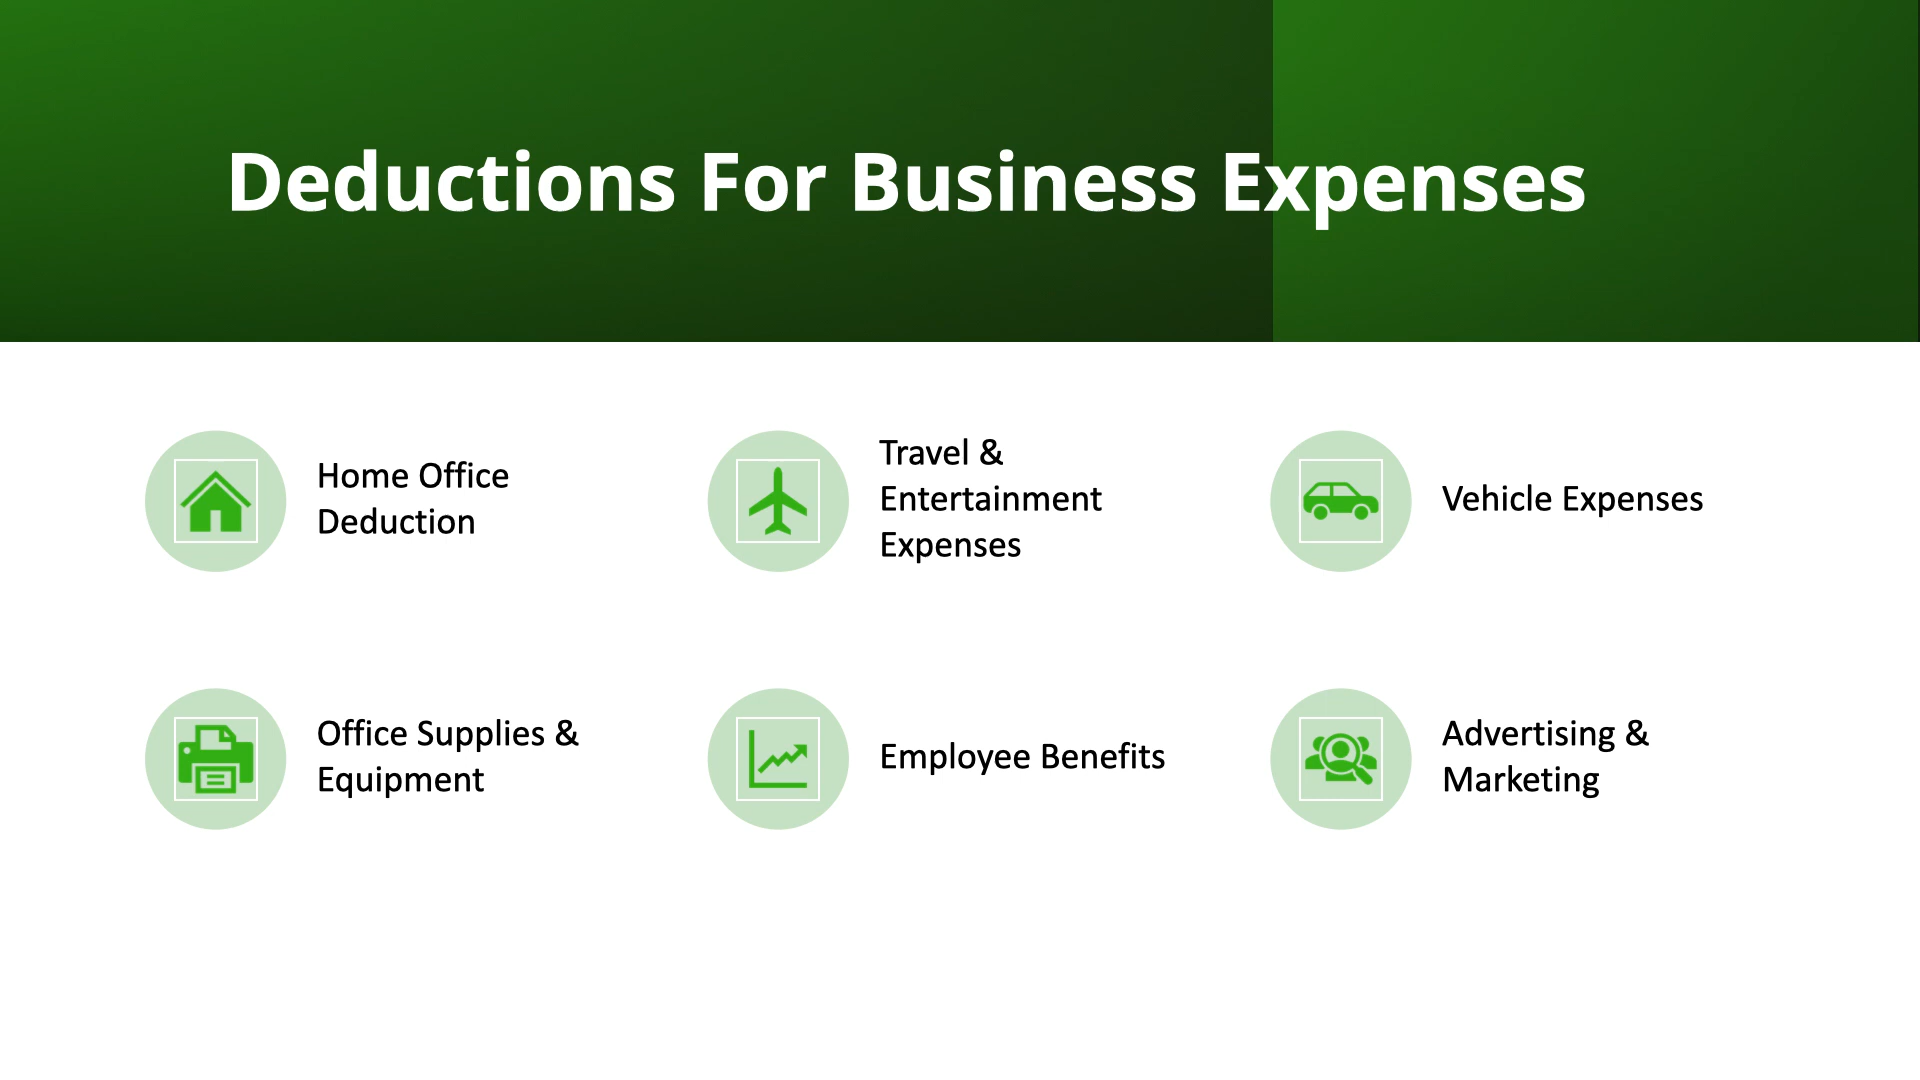 Deductions For Business Expenses
Home Office
Deduction
Travel &
Entertainment
Expenses
Vehicle Expenses
Office Supplies &
Equipment
Employee Benefits
Advertising &
Marketing